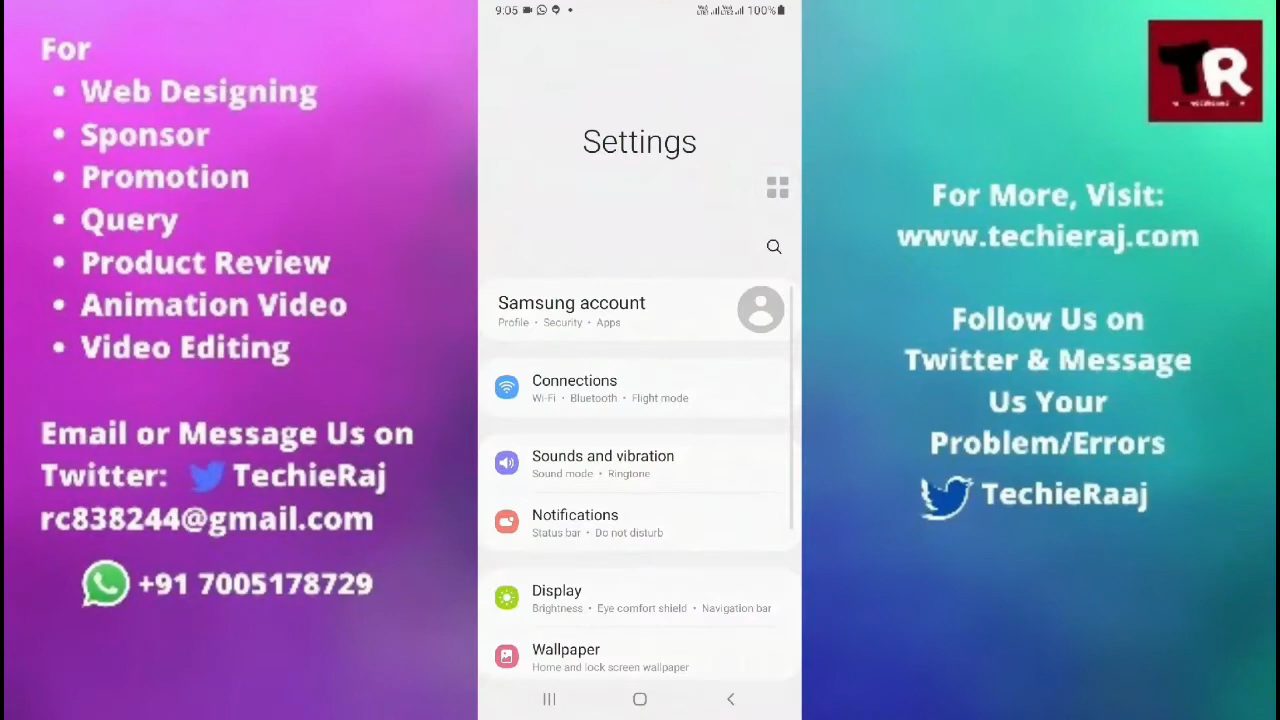 For
• Web Designing
• Sponsor
• Promotion
• Query
• Product Review
• Animation Video
• Video Editing
Email or Message Us on
Twitter: TechieRaj
rc838244@gmail.com
+91 7005178729
9:05
100%
Settings
Samsung account
Profile • Security • Apps
Connections
Wi-Fi • Bluetooth • Flight mode
Sounds and vibration
Sound mode • Ringtone
Notifications
Status bar • Do not disturb
Display
Brightness • Eye comfort shield • Navigation bar
Wallpaper
Home and lock screen wallpaper
TR
For More, Visit:
www.techieraj.com
Follow Us on
Twitter & Message
Us Your
Problem/Errors
TechieRaaj